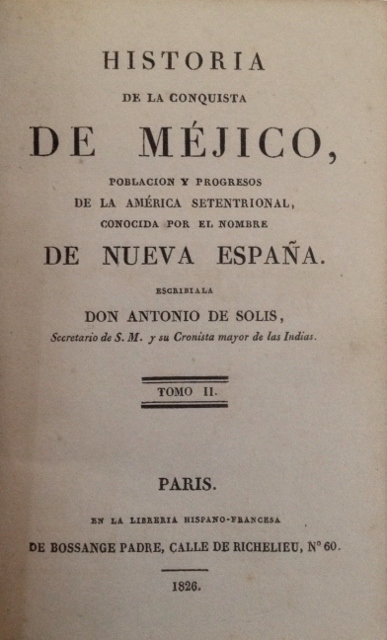 HISTORIA
DE LA CONQUISTA
DE MÉJICO,
POBLACION Y PROGRESOS
DE LA AMÉRICA SETENTRIONAL,
CONOCIDA POR EL NOMBRE
DE NUEVA ESPAÑA.
ESCRIBIALA
DON ANTONIO DE SOLIS,
Secretario de S. M. y su Cronista mayor de las Indias.
TOMO II.
PARIS.
EN LA LIBRERIA HISPANO-FRANCESA
DE BOSSANGE PADRE, CALLE DE RICHELIEU, Nº 60.
1826.